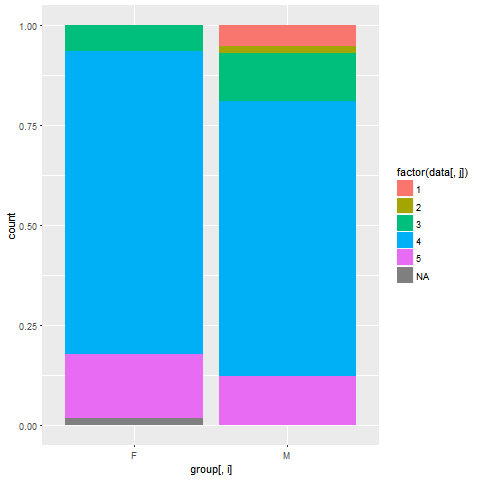 1.00
0.75
0.50
0.25
0.00
count
F
M
group[, i]
factor(data[, j])
1
2
3
4
5
NA